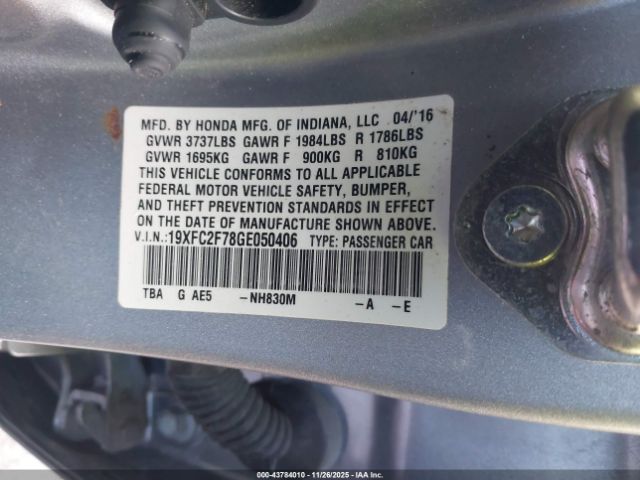 MFD. BY HONDA MFG. OF INDIANA, LLC 04/'16
GVWR 3737LBS GAWR F 1984LBS R 1786LBS
GVWR 1695KG GAWR F 900KG R 810KG
THIS VEHICLE CONFORMS TO ALL APPLICABLE
FEDERAL MOTOR VEHICLE SAFETY, BUMPER,
AND THEFT PREVENTION STANDARDS IN EFFECT
ON THE DATE OF MANUFACTURE SHOWN ABOVE.
V.I.N.:19XFC2F78GE050406 TYPE: PASSENGER CAR
TBA G AE5 -NH830M -A -E
000-43784010 | 11/26/2025 | IAA, Inc.